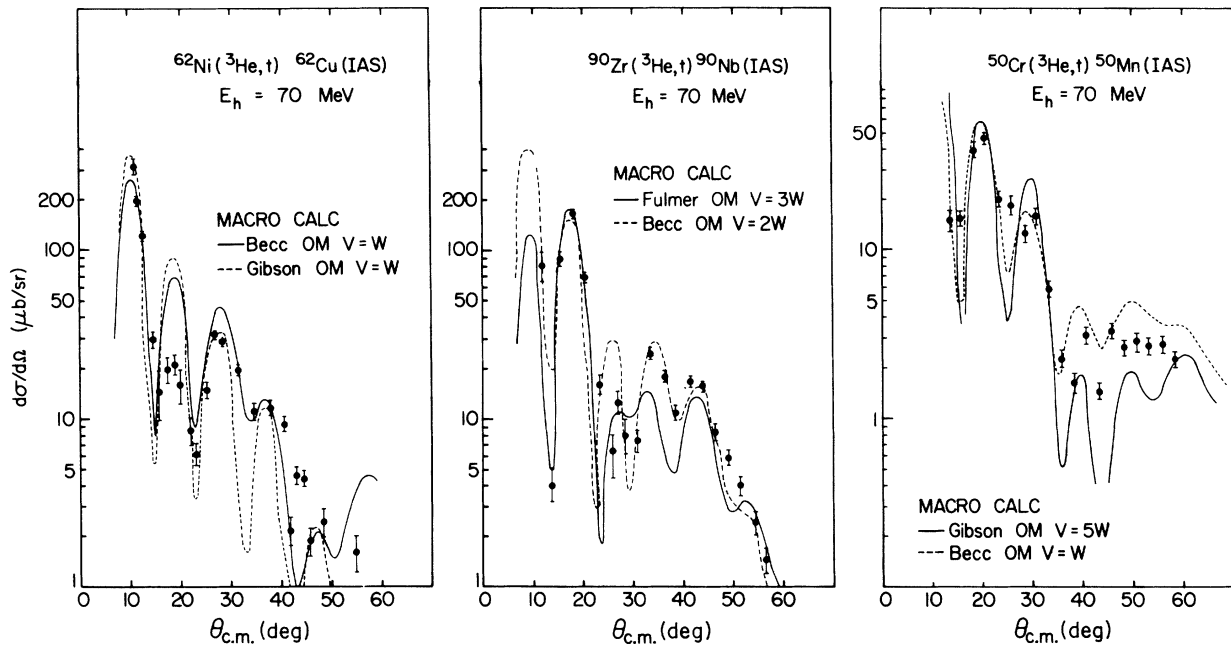 ⁶²Ni(³He,t) ⁶²Cu(IAS)
E_h = 70 MeV
MACRO CALC
Becc OM V=W
Gibson OM V=W
200
100
50
10
5
1
0 10 20 30 40 50 60
θ_c.m. (deg)
dσ/dΩ (μb/sr)
⁹⁰Zr(³He,t)⁹⁰Nb(IAS)
E_h = 70 MeV
MACRO CALC
Fulmer OM V=3W
Becc OM V=2W
200
100
50
10
5
1
0 10 20 30 40 50 60
θ_c.m. (deg)
⁵⁰Cr(³He,t)⁵⁰Mn(IAS)
E_h = 70 MeV
50
10
5
1
MACRO CALC
Gibson OM V=5W
Becc OM V=W
0 10 20 30 40 50 60
θ_c.m. (deg)